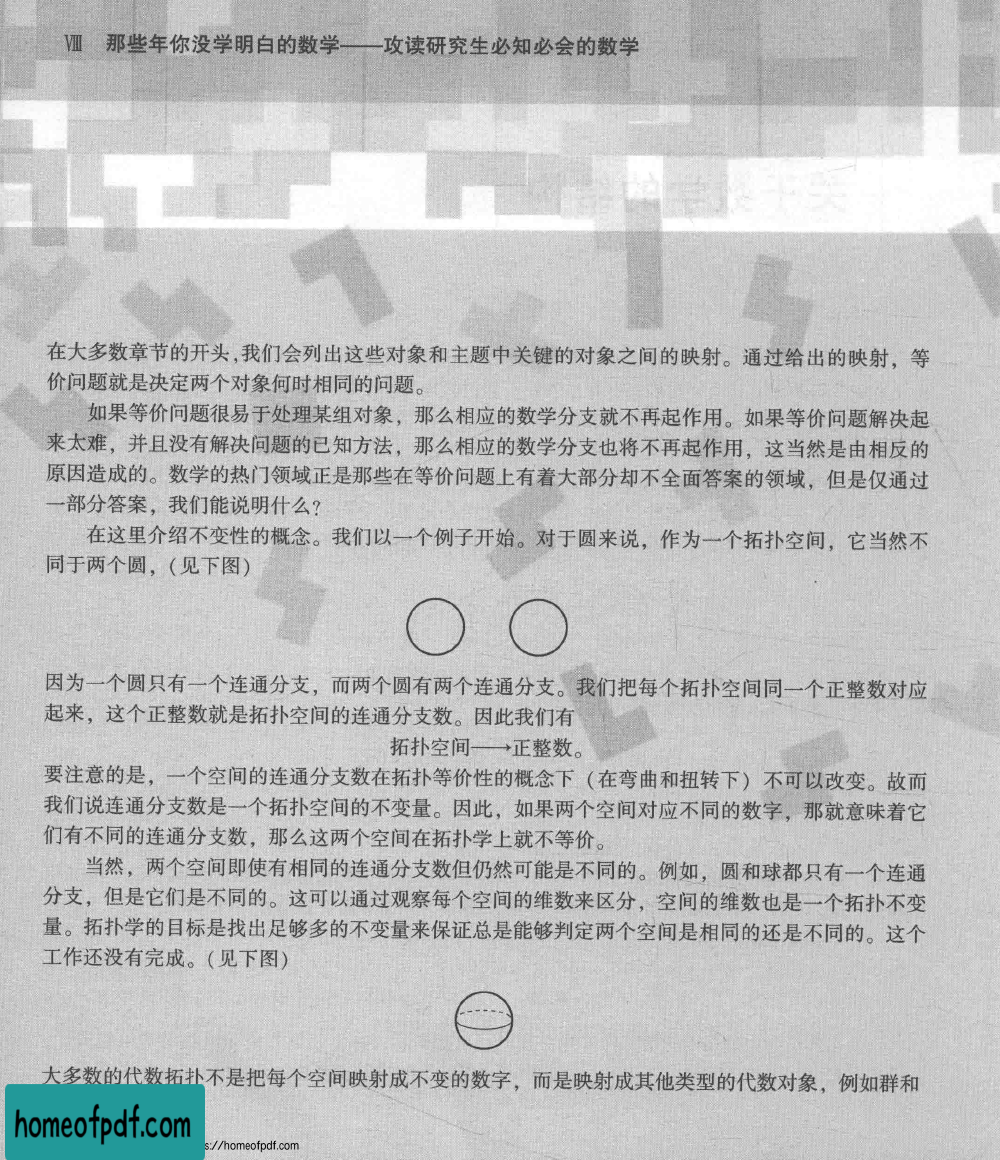 Ⅷ 那些年你没学明白的数学——攻读研究生必知必会的数学
在大多数章节的开头,我们会列出这些对象和主题中关键的对象之间的映射。通过给出的映射，等
价问题就是决定两个对象何时相同的问题。
如果等价问题很易于处理某组对象，那么相应的数学分支就不再起作用。如果等价问题解决起
来太难，并且没有解决问题的已知方法，那么相应的数学分支也将不再起作用，这当然是由相反的
原因造成的。数学的热门领域正是那些在等价问题上有着大部分却不全面答案的领域，但是仅通过
一部分答案，我们能说明什么?
在这里介绍不变性的概念。我们以一个例子开始。对于圆来说，作为一个拓扑空间，它当然不
同于两个圆，(见下图)
因为一个圆只有一个连通分支，而两个圆有两个连通分支。我们把每个拓扑空间同一个正整数对应
起来，这个正整数就是拓扑空间的连通分支数。因此我们有
拓扑空间⟶正整数。
要注意的是，一个空间的连通分支数在拓扑等价性的概念下（在弯曲和扭转下）不可以改变。故而
我们说连通分支数是一个拓扑空间的不变量。因此，如果两个空间对应不同的数字，那就意味着它
们有不同的连通分支数，那么这两个空间在拓扑学上就不等价。
当然，两个空间即使有相同的连通分支数但仍然可能是不同的。例如，圆和球都只有一个连通
分支，但是它们是不同的。这可以通过观察每个空间的维数来区分，空间的维数也是一个拓扑不变
量。拓扑学的目标是找出足够多的不变量来保证总是能够判定两个空间是相同的还是不同的。这个
工作还没有完成。(见下图)
大多数的代数拓扑不是把每个空间映射成不变的数字，而是映射成其他类型的代数对象，例如群和
homeofpdf.com
s://homeofpdf.com